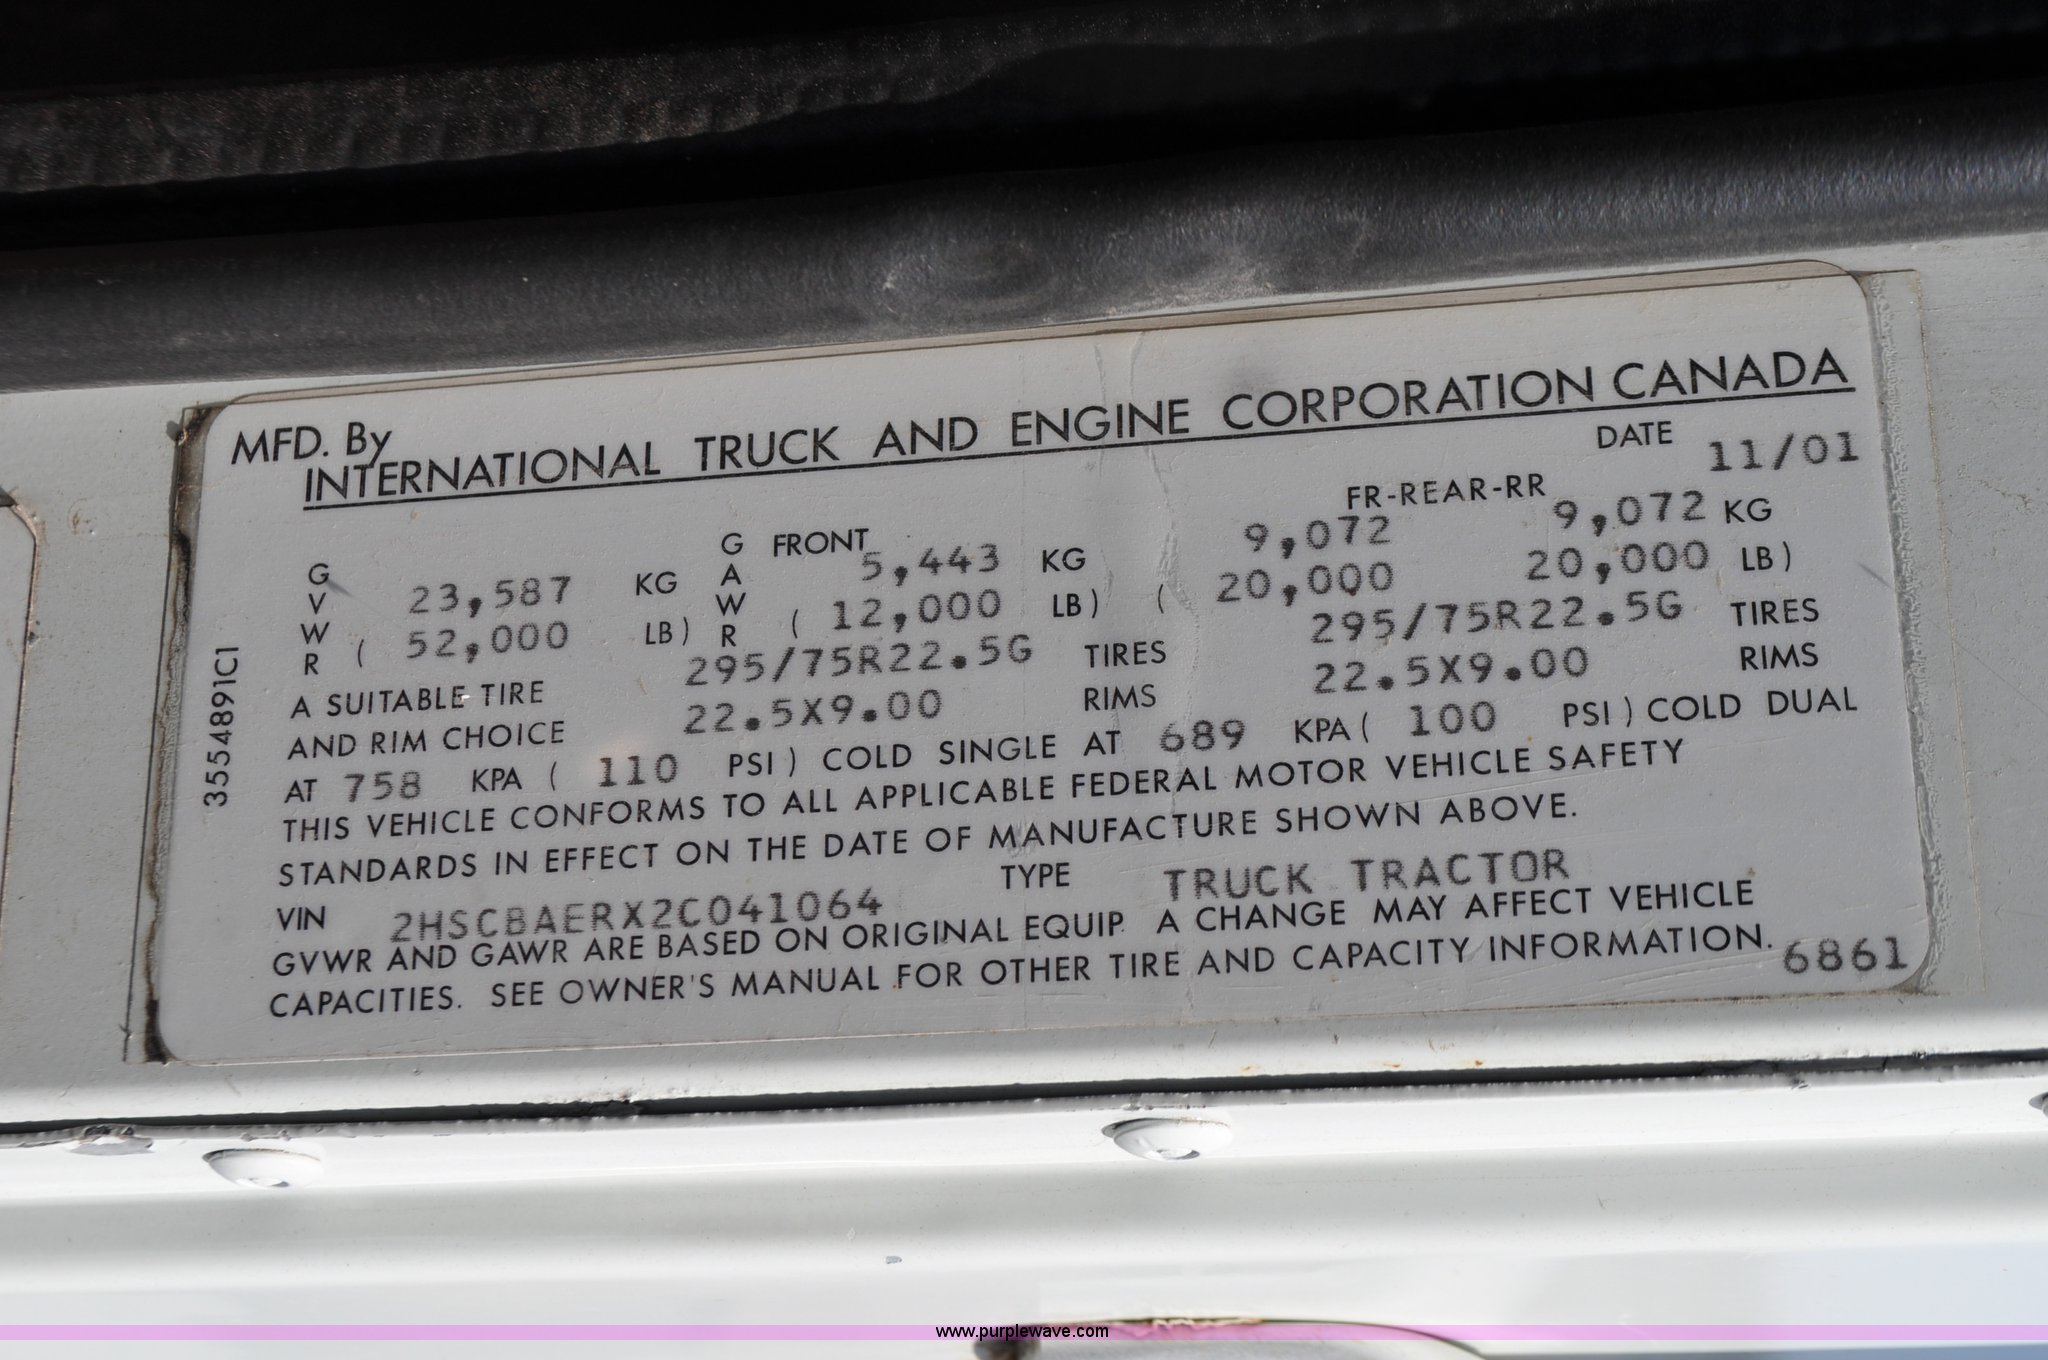 MFD. By
INTERNATIONAL TRUCK AND ENGINE CORPORATION CANADA
DATE 11/01
FRONT FR-REAR-RR
GVWR 23,587 KG GAWR 5,443 KG 9,072 9,072 KG
( 52,000 LB) ( 12,000 LB) ( 20,000 20,000 LB)
295/75R22.5G TIRES 295/75R22.5G TIRES
A SUITABLE TIRE 22.5X9.00 RIMS 22.5X9.00 RIMS
AND RIM CHOICE
AT 758 KPA ( 110 PSI) COLD SINGLE AT 689 KPA( 100 PSI) COLD DUAL
THIS VEHICLE CONFORMS TO ALL APPLICABLE FEDERAL MOTOR VEHICLE SAFETY
STANDARDS IN EFFECT ON THE DATE OF MANUFACTURE SHOWN ABOVE.
VIN 2HSCBAERX2C041064 TYPE TRUCK TRACTOR
GVWR AND GAWR ARE BASED ON ORIGINAL EQUIP. A CHANGE MAY AFFECT VEHICLE
CAPACITIES. SEE OWNER'S MANUAL FOR OTHER TIRE AND CAPACITY INFORMATION. 6861
3554891C1
www.purplewave.com